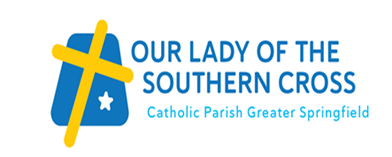 OUR LADY OF THE
SOUTHERN CROSS
Catholic Parish Greater Springfield